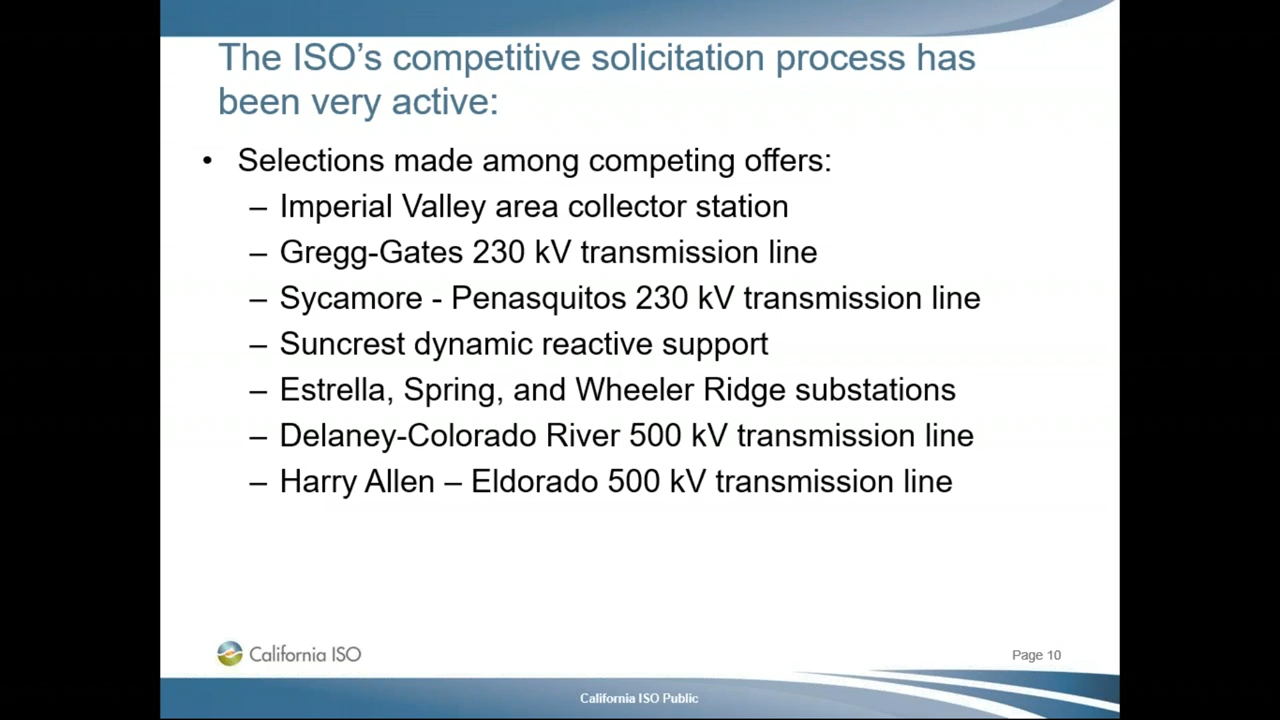 The ISO's competitive solicitation process has
been very active:
• Selections made among competing offers:
– Imperial Valley area collector station
– Gregg-Gates 230 kV transmission line
– Sycamore - Penasquitos 230 kV transmission line
– Suncrest dynamic reactive support
– Estrella, Spring, and Wheeler Ridge substations
– Delaney-Colorado River 500 kV transmission line
– Harry Allen – Eldorado 500 kV transmission line
California ISO
Page 10
California ISO Public